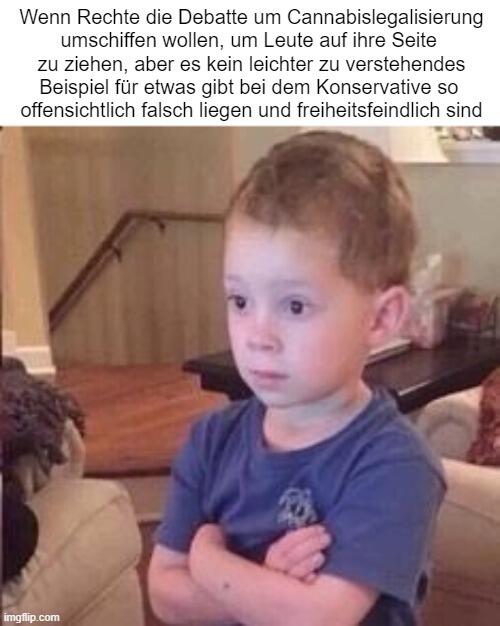 Wenn Rechte die Debatte um Cannabislegalisierung
umschiffen wollen, um Leute auf ihre Seite
zu ziehen, aber es kein leichter zu verstehendes
Beispiel für etwas gibt bei dem Konservative so
offensichtlich falsch liegen und freiheitsfeindlich sind
imgflip.com